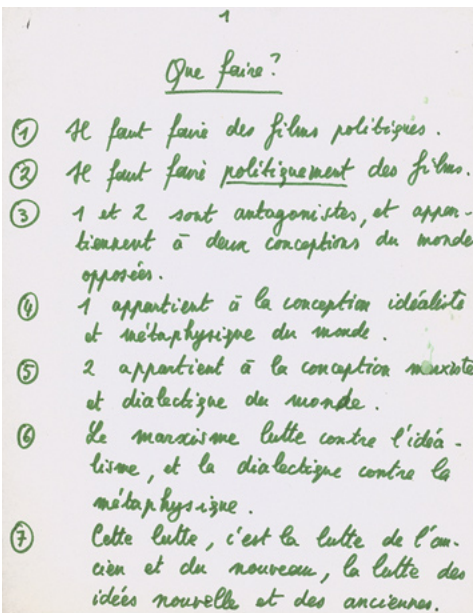 1
Que faire?
1 Il faut faire des films politiques.
2 Il faut faire politiquement des films.
3 1 et 2 sont antagonistes, et appar-
tiennent à deux conceptions du monde
opposées.
4 1 appartient à la conception idéaliste
et métaphysique du monde.
5 2 appartient à la conception marxiste
et dialectique du monde.
6 Le marxisme lutte contre l'idéa-
lisme, et la dialectique contre la
métaphysique.
7 Cette lutte, c'est la lutte de l'an-
cien et du nouveau, la lutte des
idées nouvelle et des anciennes.